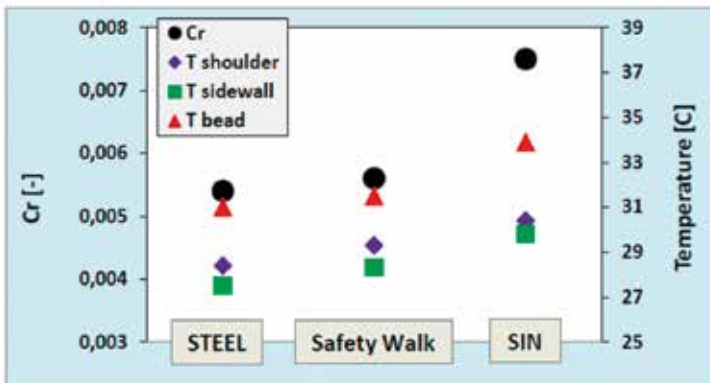 Cr [-]
0,008
0,007
0,006
0,005
0,004
0,003
Cr
T shoulder
T sidewall
T bead
STEEL
Safety Walk
SIN
39
37
35
33
31
29
27
25
Temperature [C]